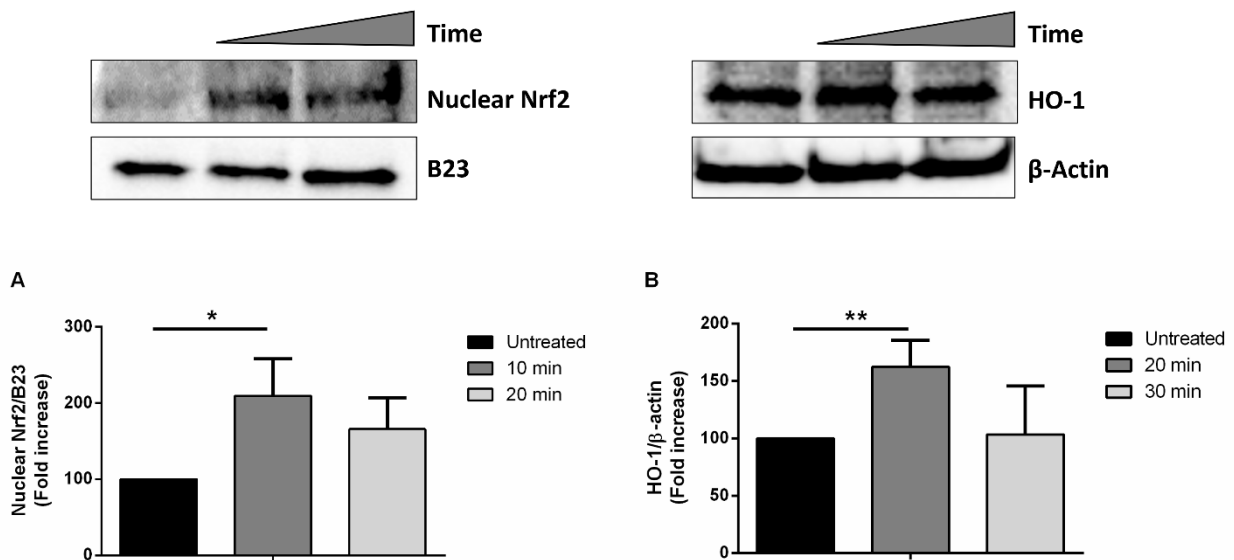 Time
Nuclear Nrf2
B23
Time
HO-1
β-Actin
A
Nuclear Nrf2/B23
(Fold increase)
300
200
100
0
*
Untreated
10 min
20 min
B
HO-1/β-actin
(Fold increase)
200
150
100
50
0
**
Untreated
20 min
30 min